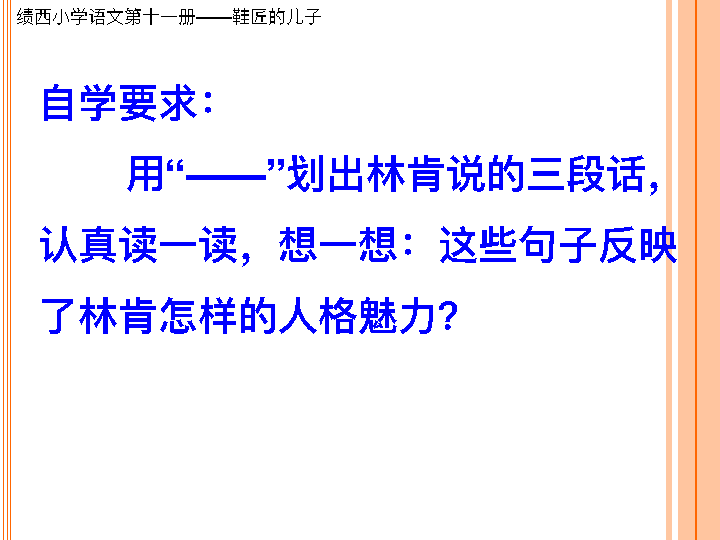 绩西小学语文第十一册——鞋匠的儿子
自学要求：
用“——”划出林肯说的三段话，
认真读一读，想一想：这些句子反映
了林肯怎样的人格魅力?